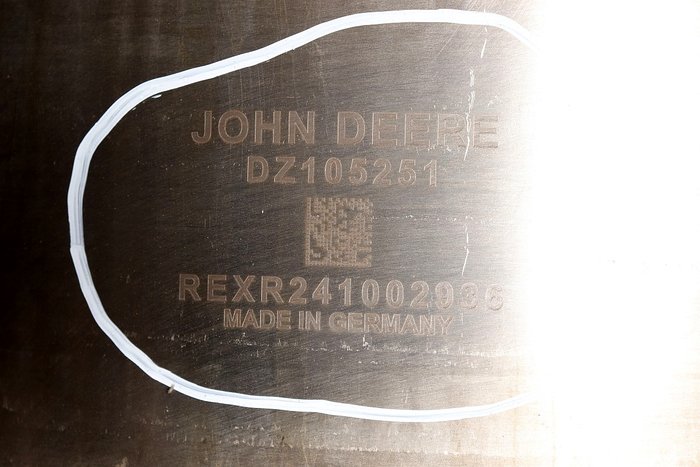 JOHN DEERE
DZ105251
REXR241002936
MADE IN GERMANY